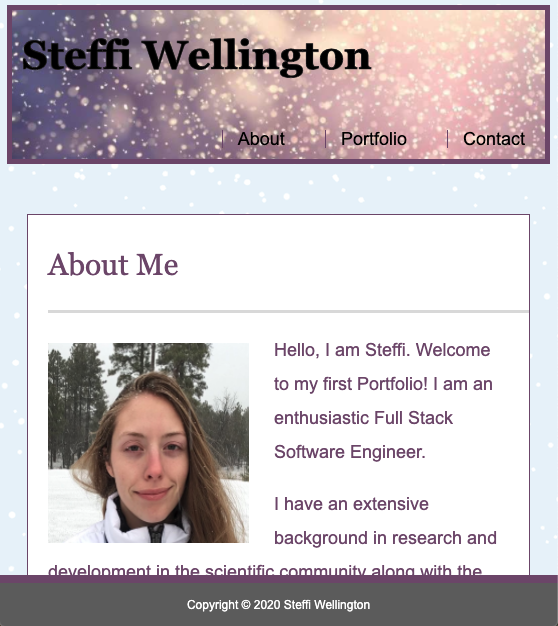 Steffi Wellington
About
Portfolio
Contact
About Me
Hello, I am Steffi. Welcome
to my first Portfolio! I am an
enthusiastic Full Stack
Software Engineer.
I have an extensive
background in research and
development in the scientific community along with the
Copyright © 2020 Steffi Wellington